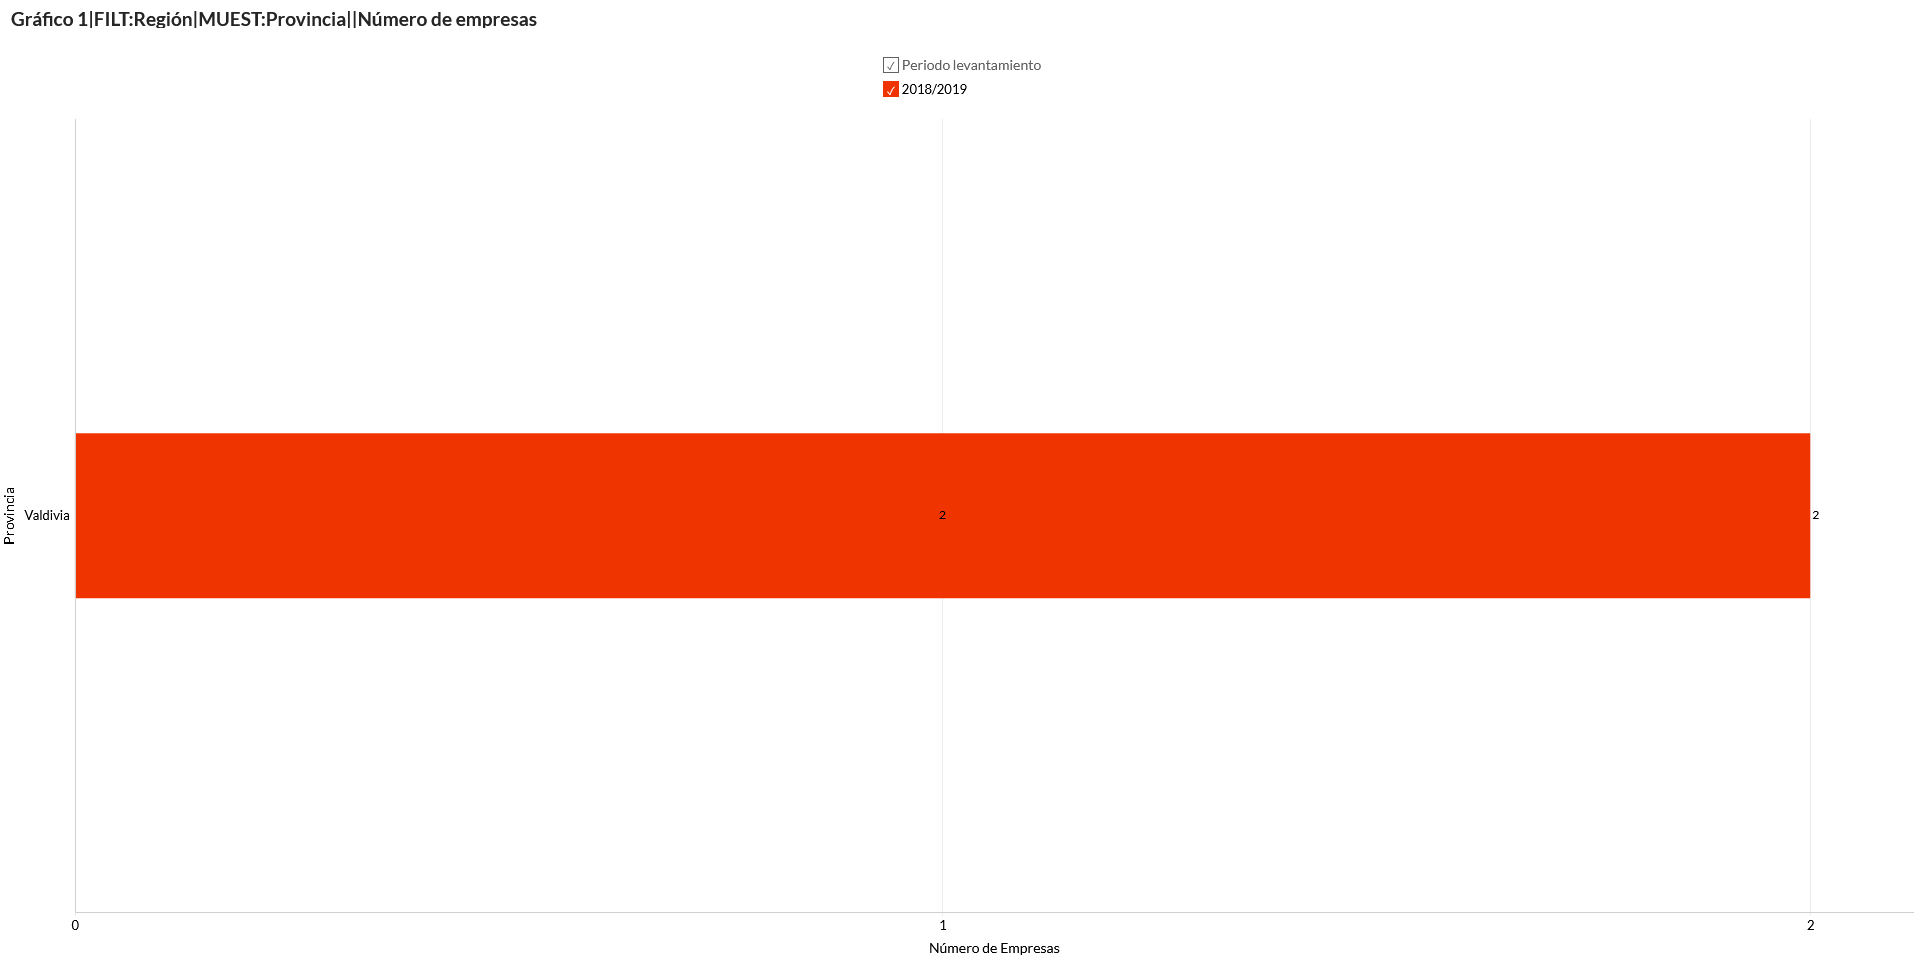 Gráfico 1|FILT:Región|MUEST:Provincia||Número de empresas
Periodo levantamiento
2018/2019
Provincia
Valdivia
2
2
0
1
2
Número de Empresas